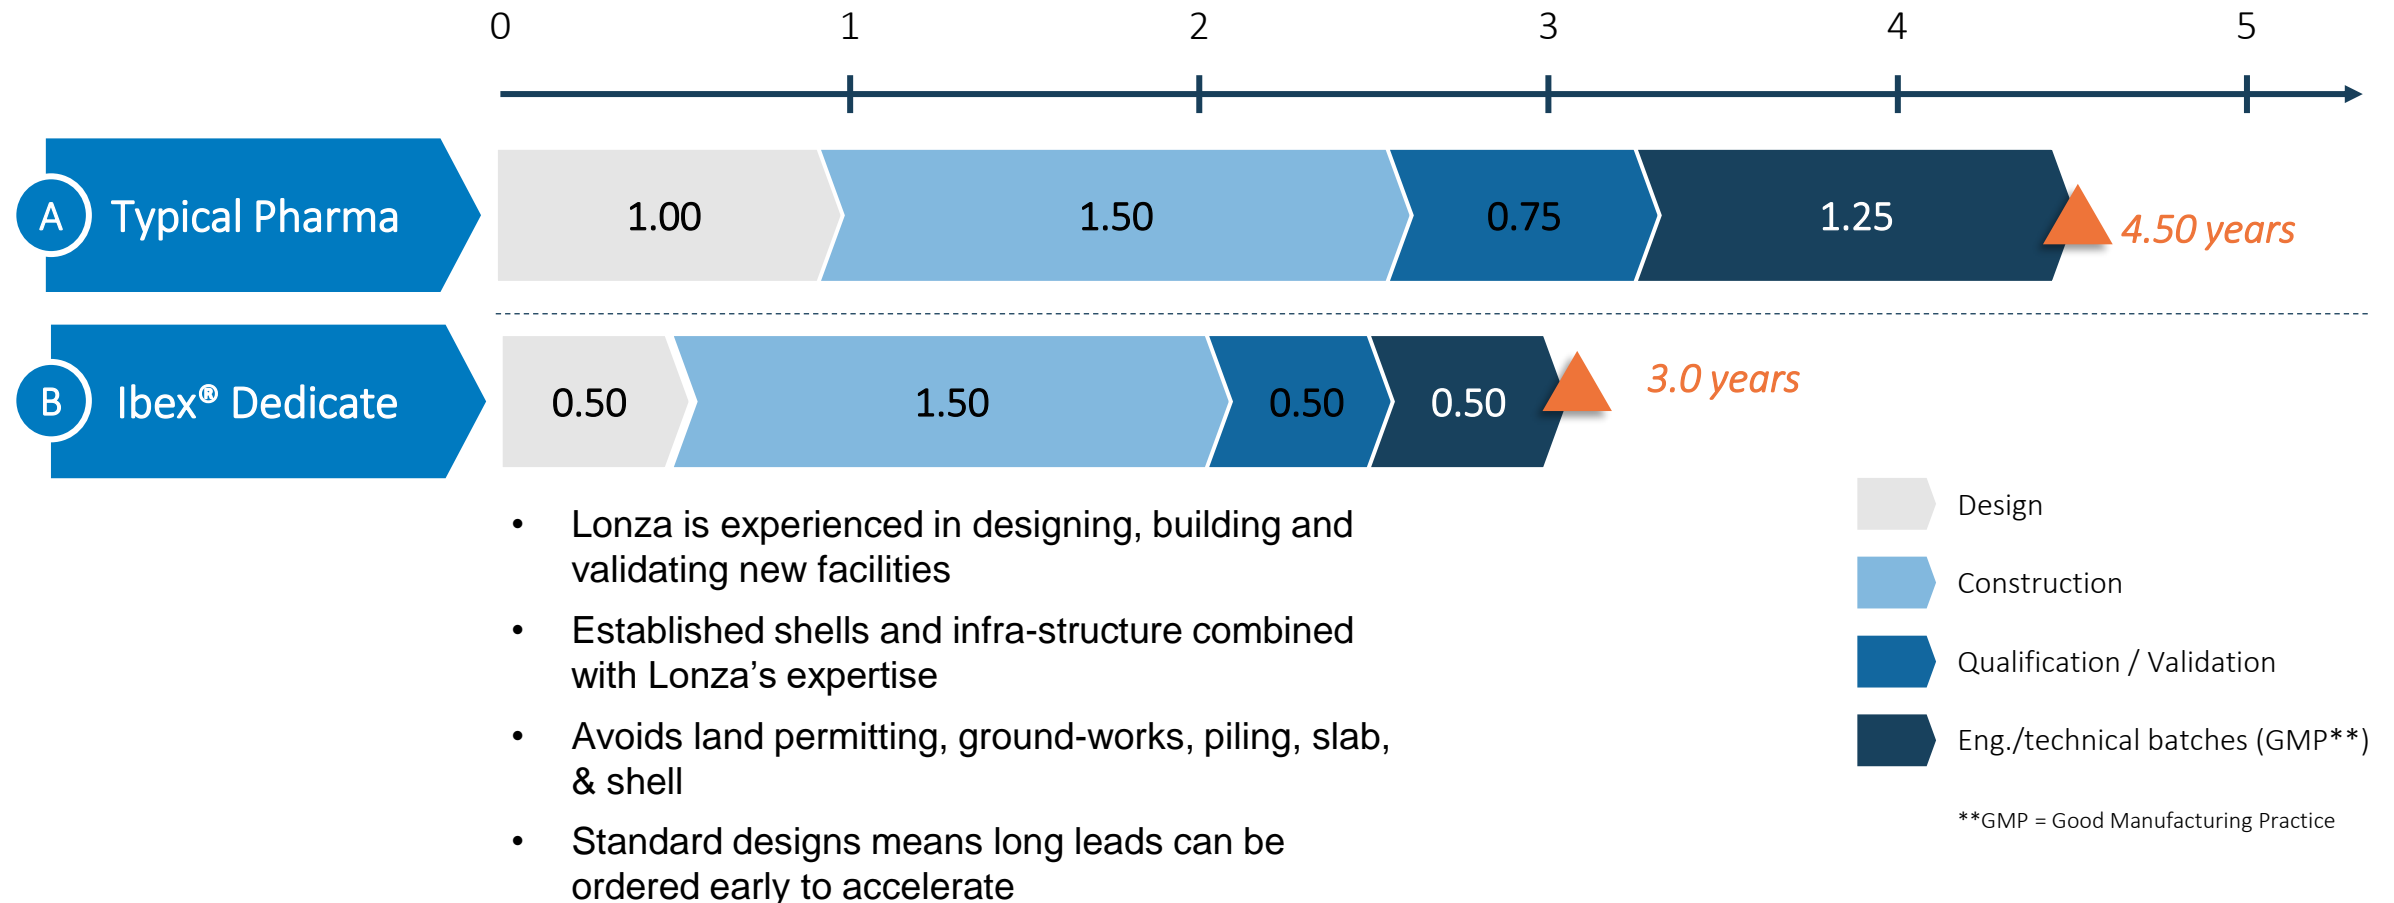 0 1 2 3 4 5
A Typical Pharma
1.00 1.50 0.75 1.25
4.50 years
B Ibex® Dedicate
0.50 1.50 0.50 0.50
3.0 years
• Lonza is experienced in designing, building and
validating new facilities
• Established shells and infra-structure combined
with Lonza’s expertise
• Avoids land permitting, ground-works, piling, slab,
& shell
• Standard designs means long leads can be
ordered early to accelerate
Design
Construction
Qualification / Validation
Eng./technical batches (GMP**)
**GMP = Good Manufacturing Practice